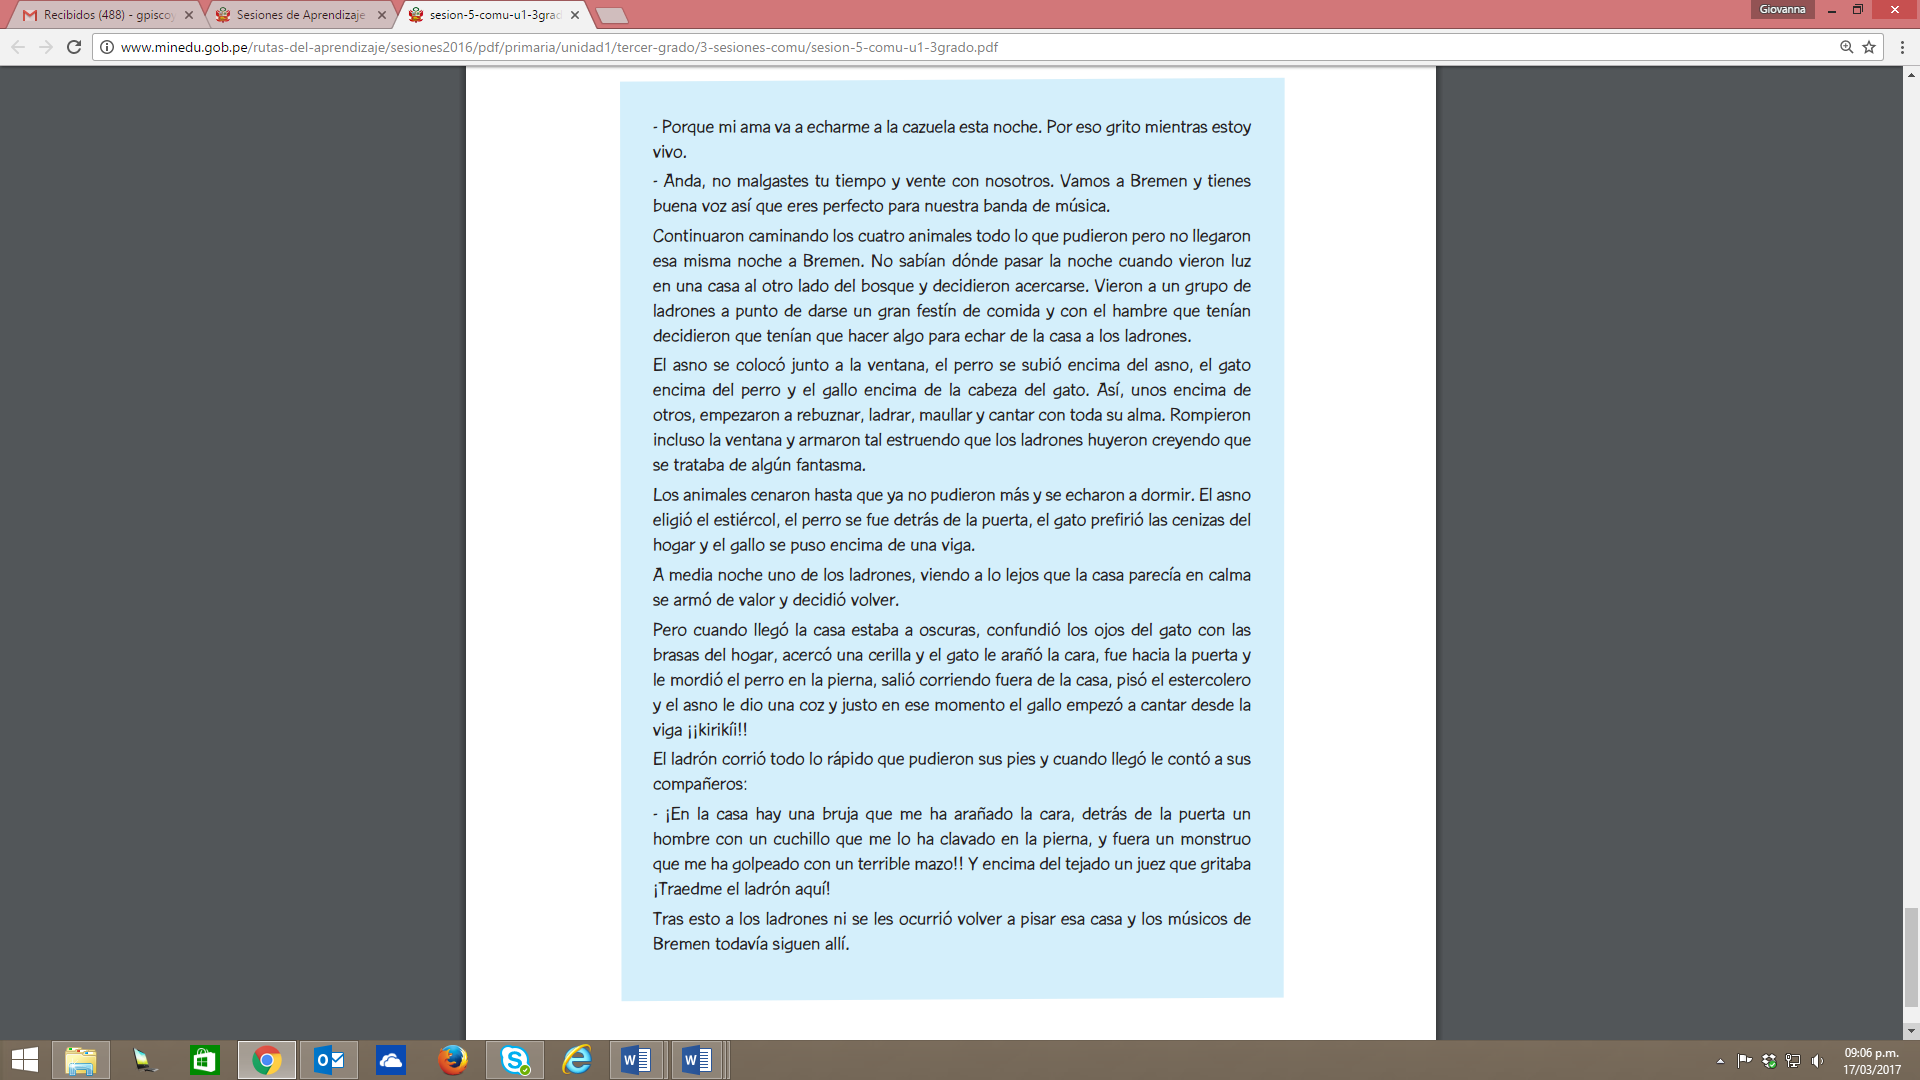 Recibidos (488) - gpiscoy
Sesiones de Aprendizaje
sesion-5-comu-u1-3grad
Giovanna
www.minedu.gob.pe/rutas-del-aprendizaje/sesiones2016/pdf/primaria/unidad1/tercer-grado/3-sesiones-comu/sesion-5-comu-u1-3grado.pdf
- Porque mi ama va a echarme a la cazuela esta noche. Por eso grito mientras estoy
vivo.
- Anda, no malgastes tu tiempo y vente con nosotros. Vamos a Bremen y tienes
buena voz así que eres perfecto para nuestra banda de música.
Continuaron caminando los cuatro animales todo lo que pudieron pero no llegaron
esa misma noche a Bremen. No sabían dónde pasar la noche cuando vieron luz
en una casa al otro lado del bosque y decidieron acercarse. Vieron a un grupo de
ladrones a punto de darse un gran festín de comida y con el hambre que tenían
decidieron que tenían que hacer algo para echar de la casa a los ladrones.
El asno se colocó junto a la ventana, el perro se subió encima del asno, el gato
encima del perro y el gallo encima de la cabeza del gato. Así, unos encima de
otros, empezaron a rebuznar, ladrar, maullar y cantar con toda su alma. Rompieron
incluso la ventana y armaron tal estruendo que los ladrones huyeron creyendo que
se trataba de algún fantasma.
Los animales cenaron hasta que ya no pudieron más y se echaron a dormir. El asno
eligió el estiércol, el perro se fue detrás de la puerta, el gato prefirió las cenizas del
hogar y el gallo se puso encima de una viga.
A media noche uno de los ladrones, viendo a lo lejos que la casa parecía en calma
se armó de valor y decidió volver.
Pero cuando llegó la casa estaba a oscuras, confundió los ojos del gato con las
brasas del hogar, acercó una cerilla y el gato le arañó la cara, fue hacia la puerta y
le mordió el perro en la pierna, salió corriendo fuera de la casa, pisó el estercolero
y el asno le dio una coz y justo en ese momento el gallo empezó a cantar desde la
viga ¡¡kirikíi!!
El ladrón corrió todo lo rápido que pudieron sus pies y cuando llegó le contó a sus
compañeros:
- ¡En la casa hay una bruja que me ha arañado la cara, detrás de la puerta un
hombre con un cuchillo que me lo ha clavado en la pierna, y fuera un monstruo
que me ha golpeado con un terrible mazo!! Y encima del tejado un juez que gritaba
¡Traedme el ladrón aquí!
Tras esto a los ladrones ni se les ocurrió volver a pisar esa casa y los músicos de
Bremen todavía siguen allí.
09:06 p.m.
17/03/2017